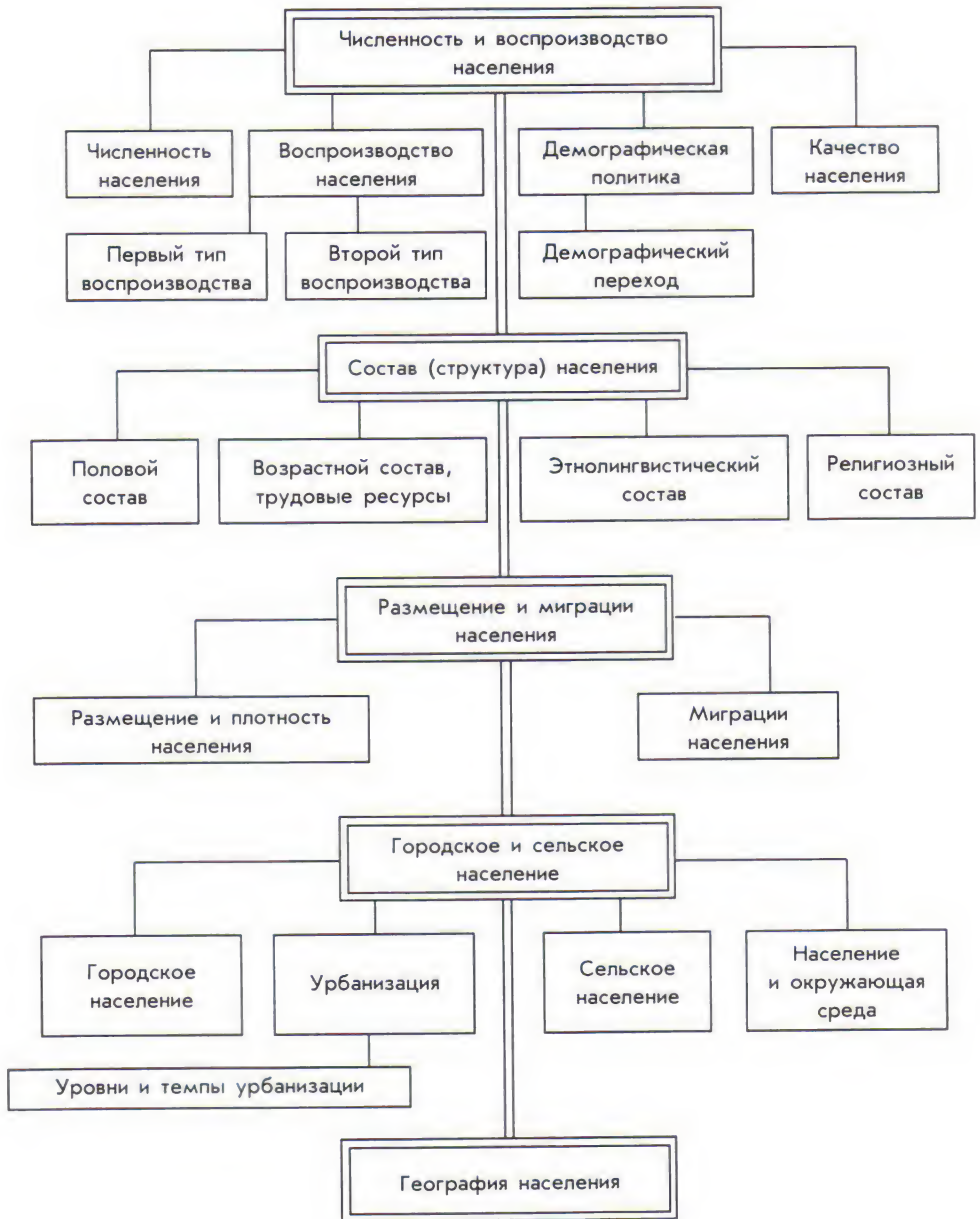 Численность и воспроизводство
населения
Численность
населения
Воспроизводство
населения
Демографическая
политика
Качество
населения
Первый тип
воспроизводства
Второй тип
воспроизводства
Демографический
переход
Состав (структура) населения
Половой
состав
Возрастной состав,
трудовые ресурсы
Этнолингвистический
состав
Религиозный
состав
Размещение и миграции
населения
Размещение и плотность
населения
Миграции
населения
Городское и сельское
население
Городское
население
Урбанизация
Сельское
население
Население
и окружающая
среда
Уровни и темпы урбанизации
География населения